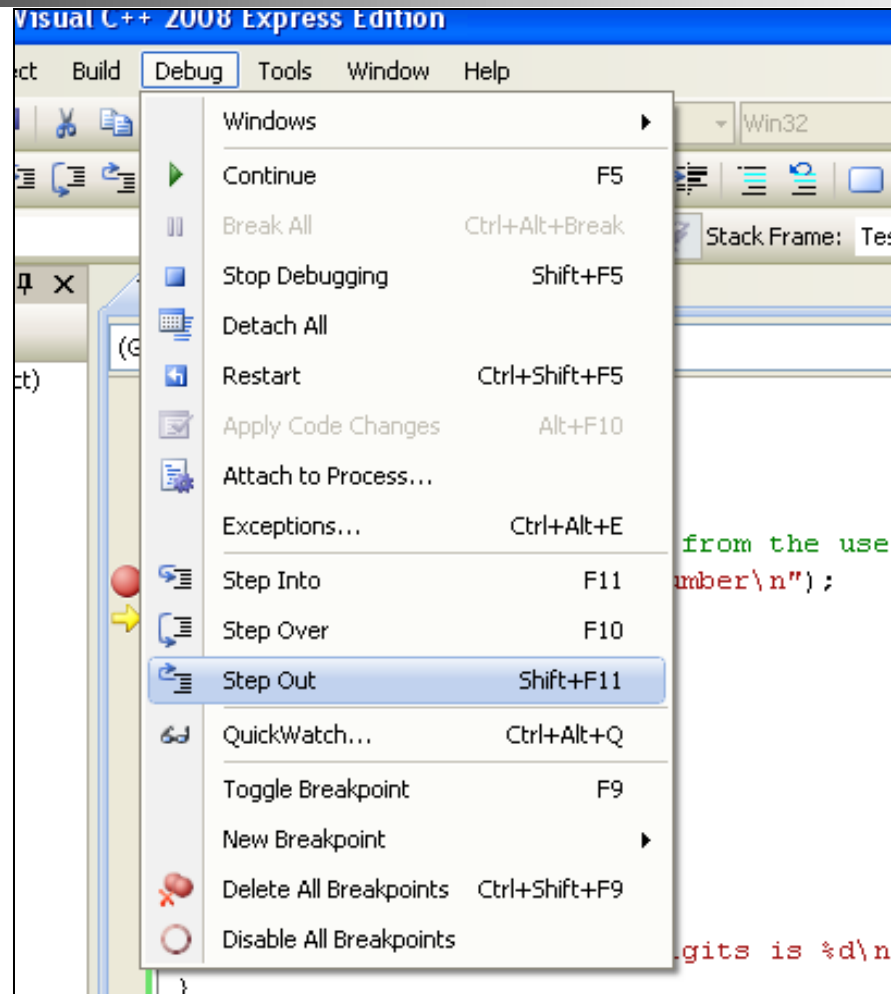 Visual C++ 2008 Express Edition
ect Build Debug Tools Window Help
Windows
Win32
Continue F5
Break All Ctrl+Alt+Break
Stack Frame: Tes
Stop Debugging Shift+F5
Detach All
(G
Restart Ctrl+Shift+F5
ct)
Apply Code Changes Alt+F10
Attach to Process...
Exceptions... Ctrl+Alt+E
from the use
Step Into F11
umber\n");
Step Over F10
Step Out Shift+F11
QuickWatch... Ctrl+Alt+Q
Toggle Breakpoint F9
New Breakpoint
Delete All Breakpoints Ctrl+Shift+F9
Disable All Breakpoints
gits is %d\n
}